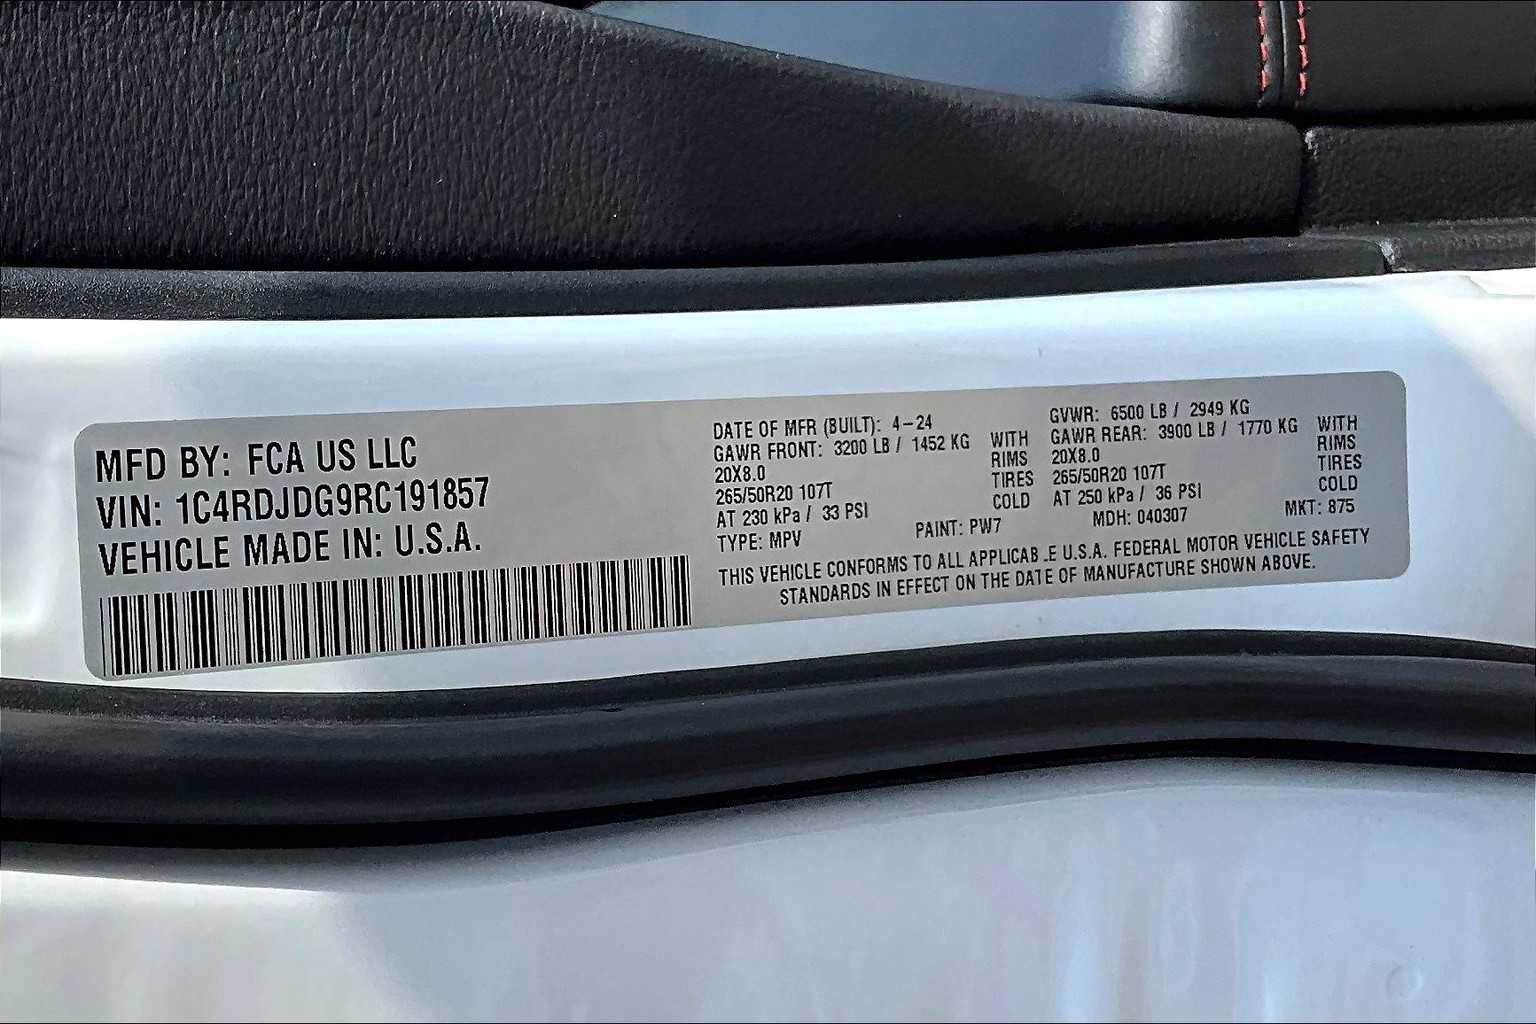 MFD BY: FCA US LLC
VIN: 1C4RDJDG9RC191857
VEHICLE MADE IN: U.S.A.
DATE OF MFR (BUILT): 4-24
GAWR FRONT: 3200 LB / 1452 KG WITH
20X8.0 RIMS
265/50R20 107T TIRES
AT 230 kPa / 33 PSI COLD
TYPE: MPV PAINT: PW7
GVWR: 6500 LB / 2949 KG
GAWR REAR: 3900 LB / 1770 KG WITH
20X8.0 RIMS
265/50R20 107T TIRES
AT 250 kPa / 36 PSI COLD
MDH: 040307 MKT: 875
THIS VEHICLE CONFORMS TO ALL APPLICAB.E U.S.A. FEDERAL MOTOR VEHICLE SAFETY
STANDARDS IN EFFECT ON THE DATE OF MANUFACTURE SHOWN ABOVE.